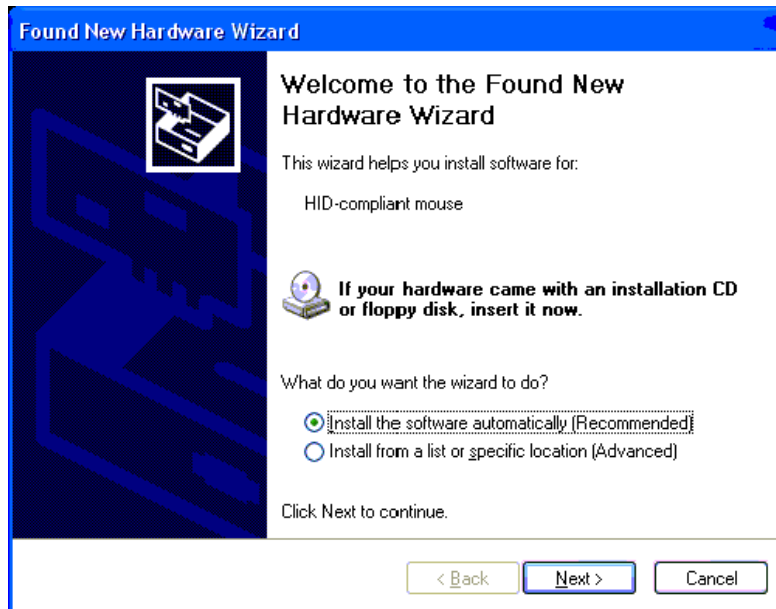 Found New Hardware Wizard
Welcome to the Found New
Hardware Wizard
This wizard helps you install software for:
HID-compliant mouse
If your hardware came with an installation CD
or floppy disk, insert it now.
What do you want the wizard to do?
Install the software automatically (Recommended)
Install from a list or specific location (Advanced)
Click Next to continue.
< Back Next > Cancel